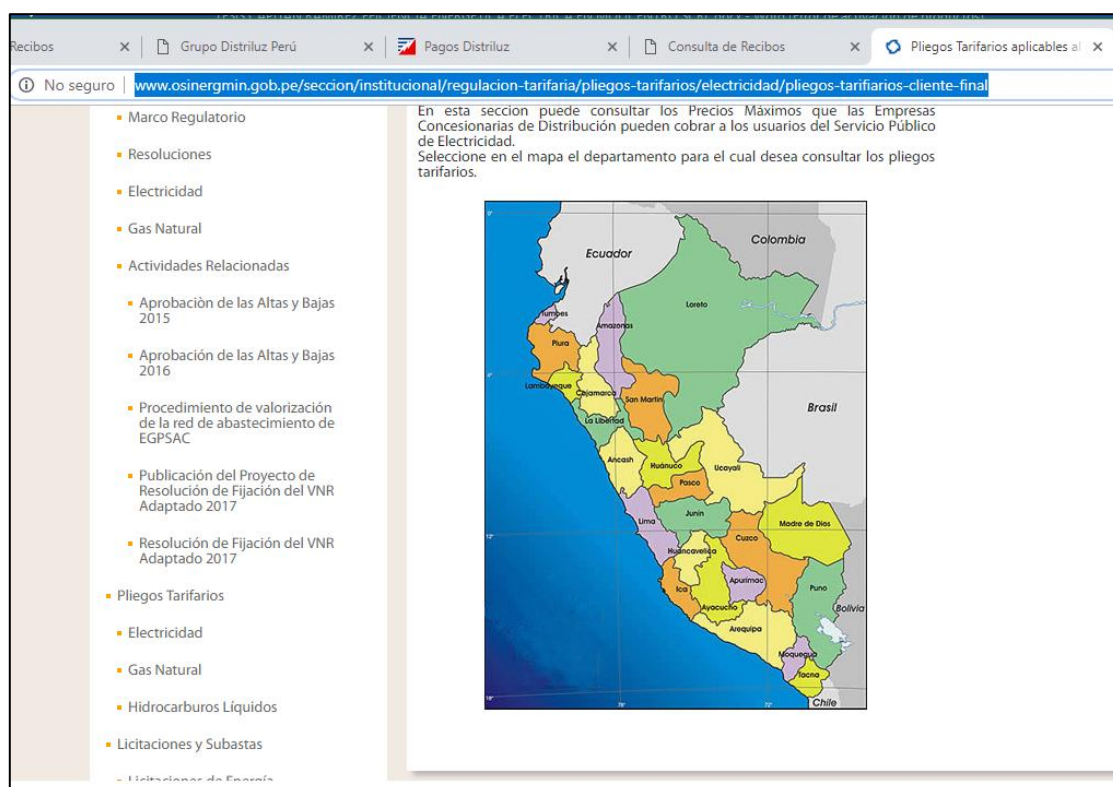 Recibos
Grupo Distriluz Perú
Pagos Distriluz
Consulta de Recibos
Pliegos Tarifarios aplicables al
No seguro
www.osinergmin.gob.pe/seccion/institucional/regulacion-tarifaria/pliegos-tarifarios/electricidad/pliegos-tarifiarios-cliente-final
Marco Regulatorio
Resoluciones
Electricidad
Gas Natural
Actividades Relacionadas
Aprobaciòn de las Altas y Bajas
2015
Aprobación de las Altas y Bajas
2016
Procedimiento de valorización
de la red de abastecimiento de
EGPSAC
Publicación del Proyecto de
Resolución de Fijación del VNR
Adaptado 2017
Resolución de Fijación del VNR
Adaptado 2017
Pliegos Tarifarios
Electricidad
Gas Natural
Hidrocarburos Líquidos
Licitaciones y Subastas
Licitaciones de Energía
En esta sección puede consultar los Precios Máximos que las Empresas
Concesionarias de Distribución pueden cobrar a los usuarios del Servicio Público
de Electricidad.
Seleccione en el mapa el departamento para el cual desea consultar los pliegos
tarifarios.
Ecuador
Colombia
Loreto
Tumbes
Amazonas
Piura
Lambayeque
Cajamarca
San Martín
Brasil
La Libertad
Ancash
Huánuco
Ucayali
Pasco
Lima
Junín
Madre de Dios
Cuzco
Huancavelica
Ica
Apurímac
Puno
Ayacucho
Bolivia
Arequipa
Moquegua
Tacna
Chile